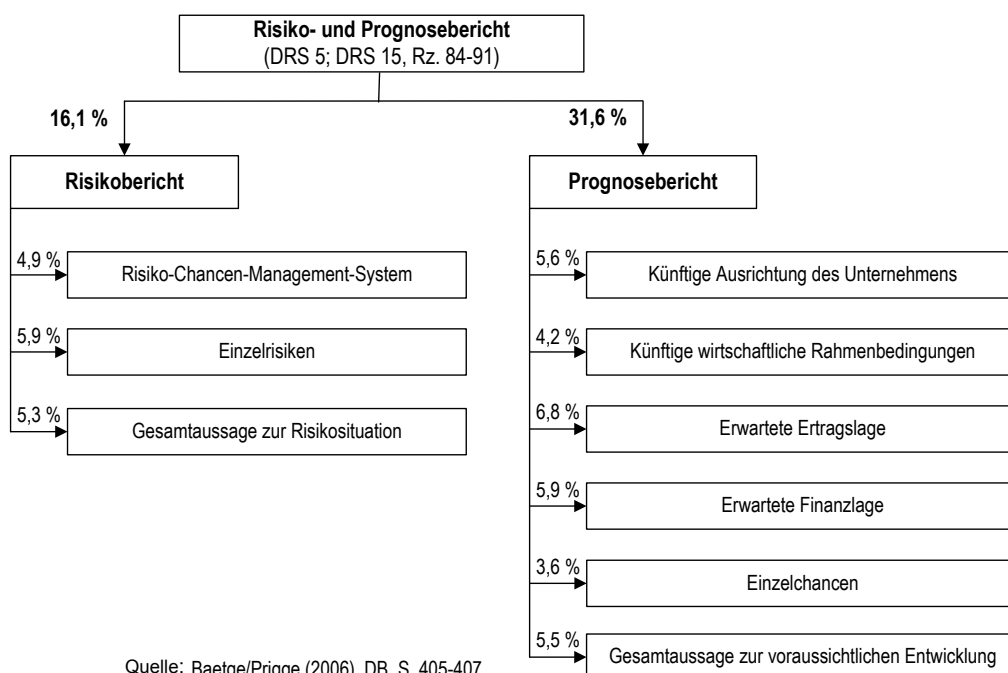 Risiko- und Prognosebericht
(DRS 5; DRS 15, Rz. 84-91)
16,1 %
31,6 %
Risikobericht
Prognosebericht
4,9 %
Risiko-Chancen-Management-System
5,9 %
Einzelrisiken
5,3 %
Gesamtaussage zur Risikosituation
5,6 %
Künftige Ausrichtung des Unternehmens
4,2 %
Künftige wirtschaftliche Rahmenbedingungen
6,8 %
Erwartete Ertragslage
5,9 %
Erwartete Finanzlage
3,6 %
Einzelchancen
5,5 %
Gesamtaussage zur voraussichtlichen Entwicklung
Quelle: Baetge/Prigge (2006), DB, S. 405-407